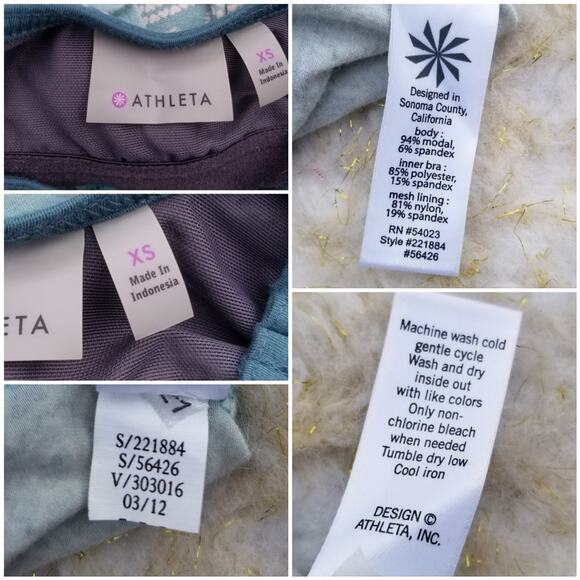 ATHLETA
XS
Made In
Indonesia
ETA
XS
Made In
Indonesia
S/221884
S/56426
V/303016
03/12
Designed in
Sonoma County,
California
body :
94% modal,
6% spandex
inner bra :
85% polyester,
15% spandex
mesh lining :
81% nylon,
19% spandex
RN #54023
Style #221884
#56426
Machine wash cold
gentle cycle
Wash and dry
inside out
with like colors
Only non-
chlorine bleach
when needed
Tumble dry low
Cool iron
DESIGN ©
ATHLETA, INC.